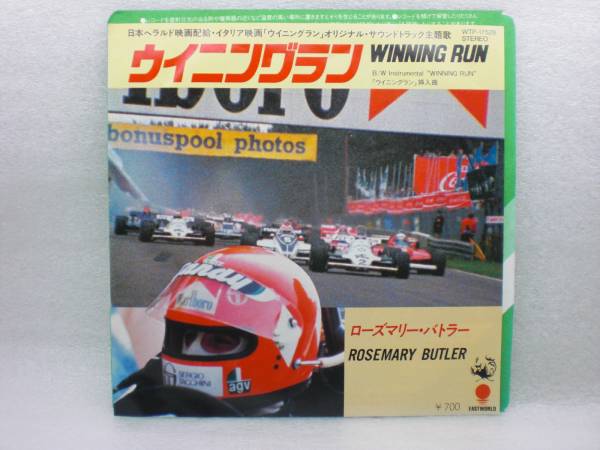 日本ヘラルド映画配給・イタリア映画「ウイニングラン」オリジナル・サウンドトラック主題歌
WTP-17529
STEREO
ウイニングラン
WINNING RUN
B/W Instrumental "WINNING RUN"
「ウイニングラン」挿入曲
bonuspool photos
Marlboro
SERGIO
TACCHINI
agv
ローズマリー・バトラー
ROSEMARY BUTLER
¥700
EASTWORLD